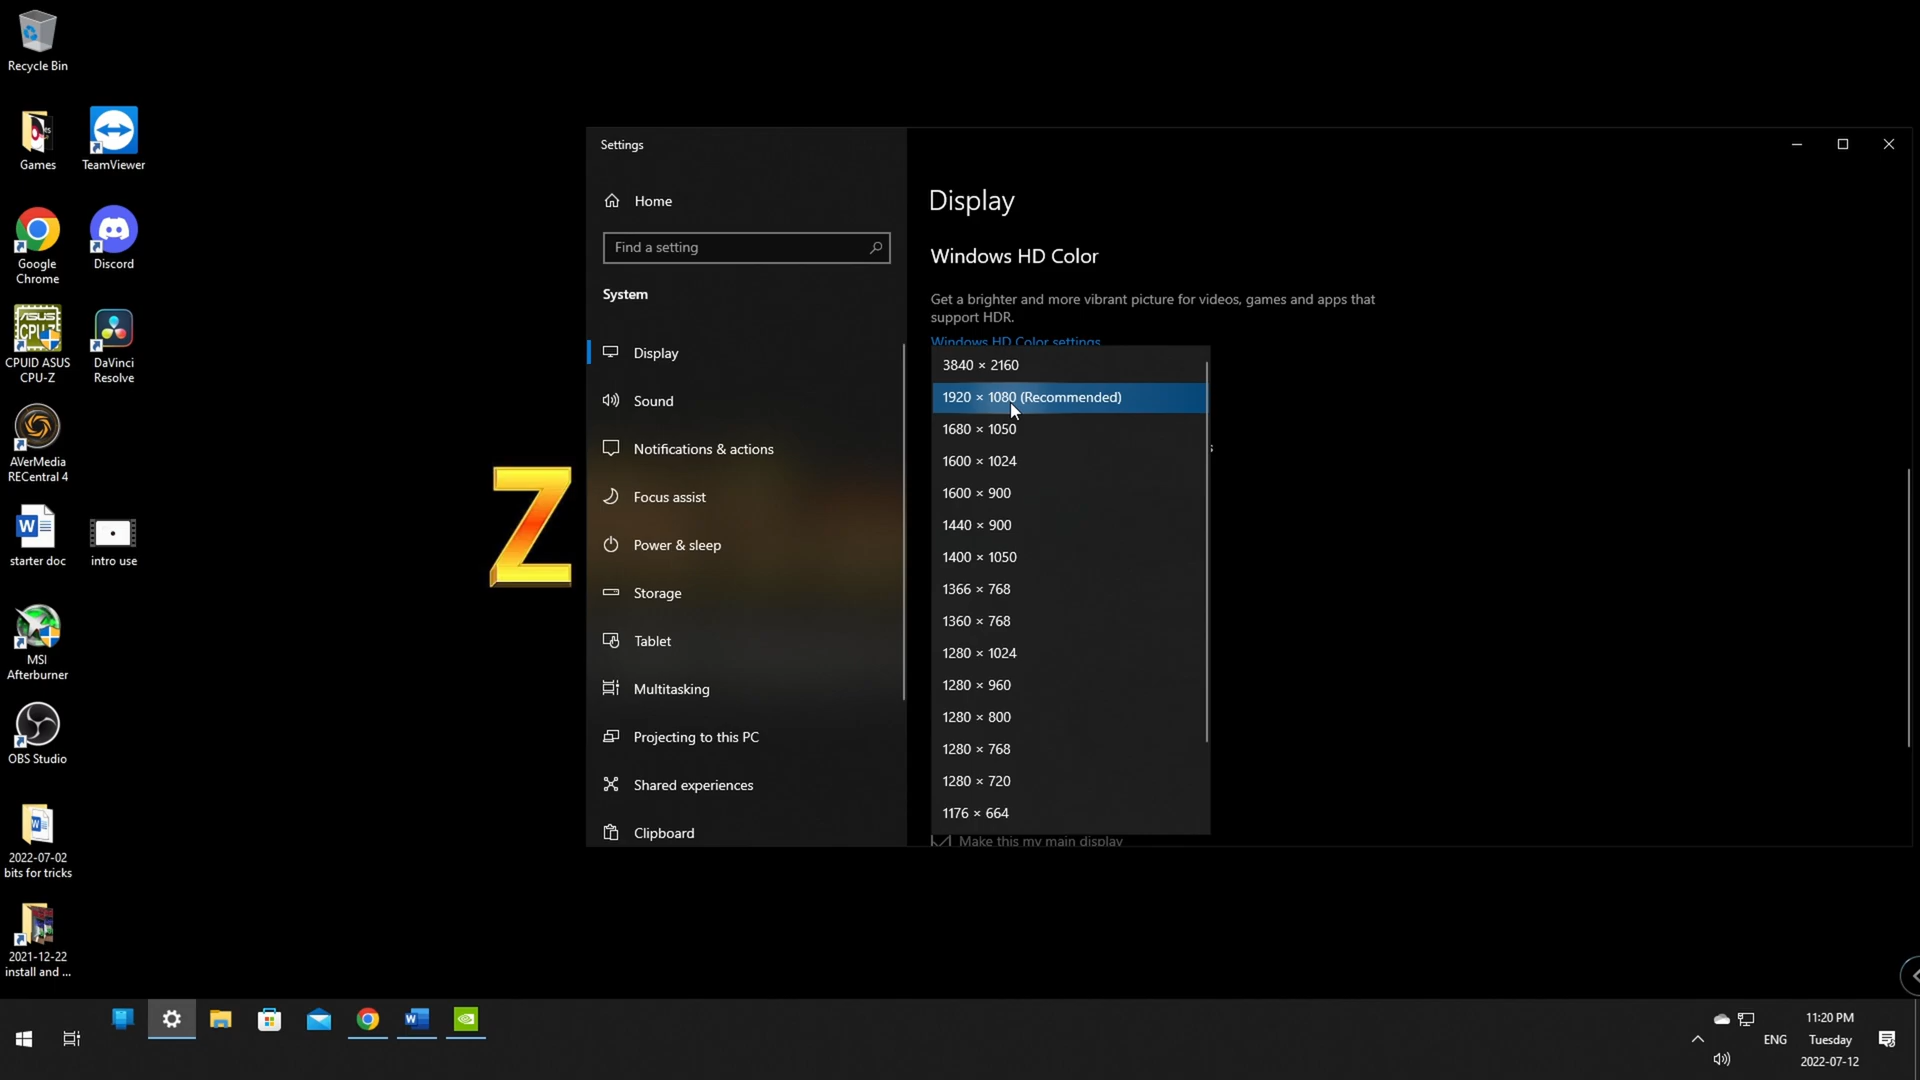 Recycle Bin
Games
TeamViewer
Google
Chrome
Discord
CPUID ASUS
CPU-Z
DaVinci
Resolve
AVerMedia
RECentral 4
starter doc
intro use
MSI
Afterburner
OBS Studio
2022-07-02
bits for tricks
2021-12-22
install and ...
Z
Settings
Home
Find a setting
System
Display
Sound
Notifications & actions
Focus assist
Power & sleep
Storage
Tablet
Multitasking
Projecting to this PC
Shared experiences
Clipboard
Display
Windows HD Color
Get a brighter and more vibrant picture for videos, games and apps that
support HDR.
Windows HD Color settings
3840 × 2160
1920 × 1080 (Recommended)
1680 × 1050
1600 × 1024
1600 × 900
1440 × 900
1400 × 1050
1366 × 768
1360 × 768
1280 × 1024
1280 × 960
1280 × 800
1280 × 768
1280 × 720
1176 × 664
Make this my main display
ENG
11:20 PM
Tuesday
2022-07-12